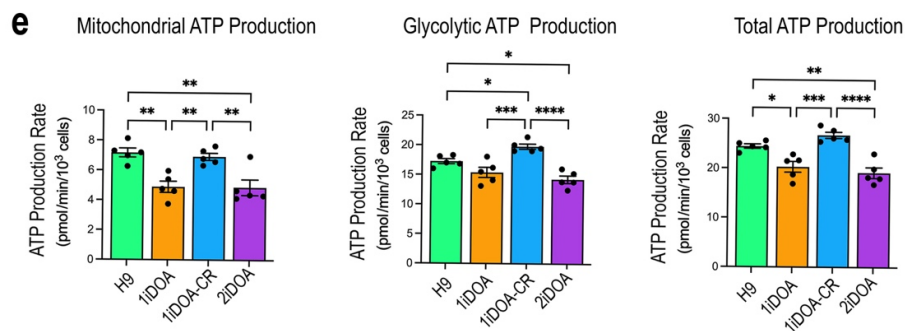 e
Mitochondrial ATP Production
Glycolytic ATP Production
Total ATP Production
ATP Production Rate
(pmol/min/10³ cells)
10
8
6
4
2
0
**
**
**
**
H9
1iDOA
1iDOA-CR
2iDOA
ATP Production Rate
(pmol/min/10³ cells)
25
20
15
10
5
0
*
*
***
****
H9
1iDOA
1iDOA-CR
2iDOA
ATP Production Rate
(pmol/min/10³ cells)
30
20
10
0
**
*
***
****
H9
1iDOA
1iDOA-CR
2iDOA